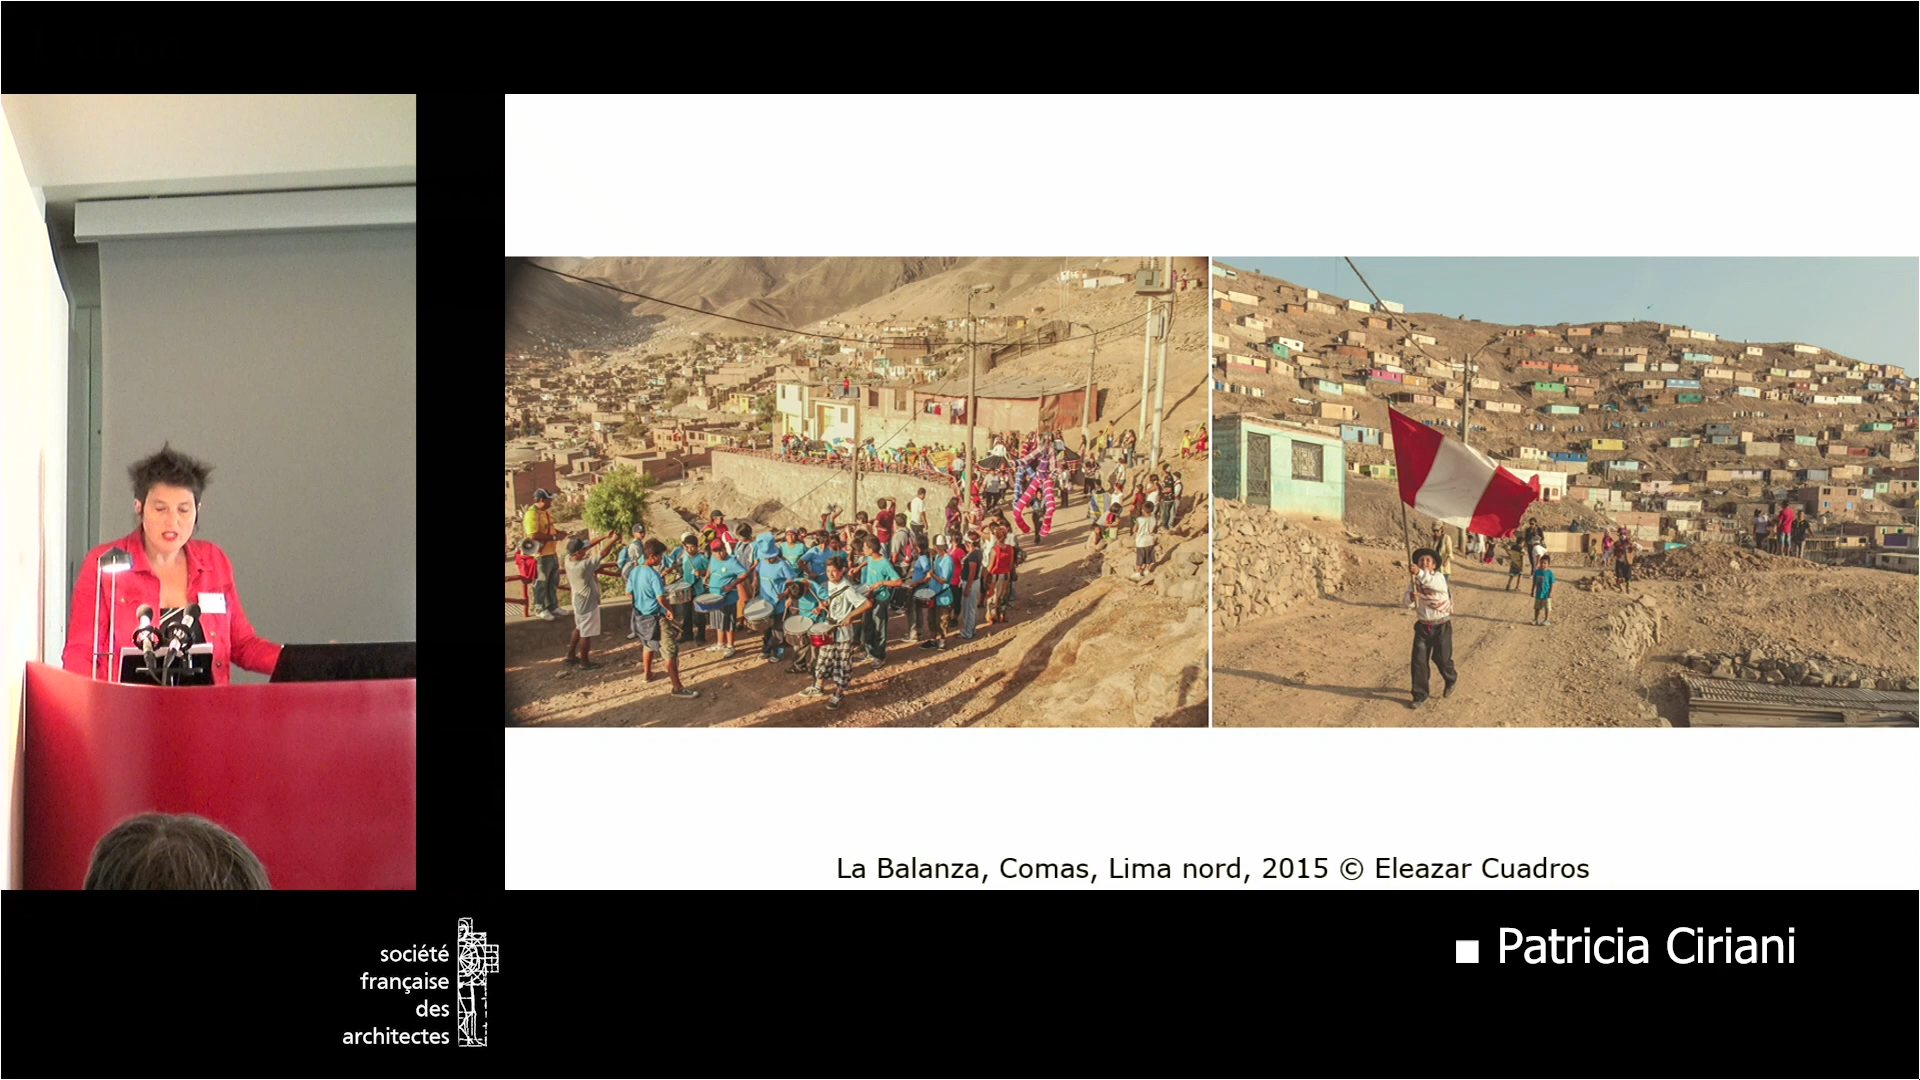 La Balanza, Comas, Lima nord, 2015 © Eleazar Cuadros
société
française
des
architectes
■ Patricia Ciriani